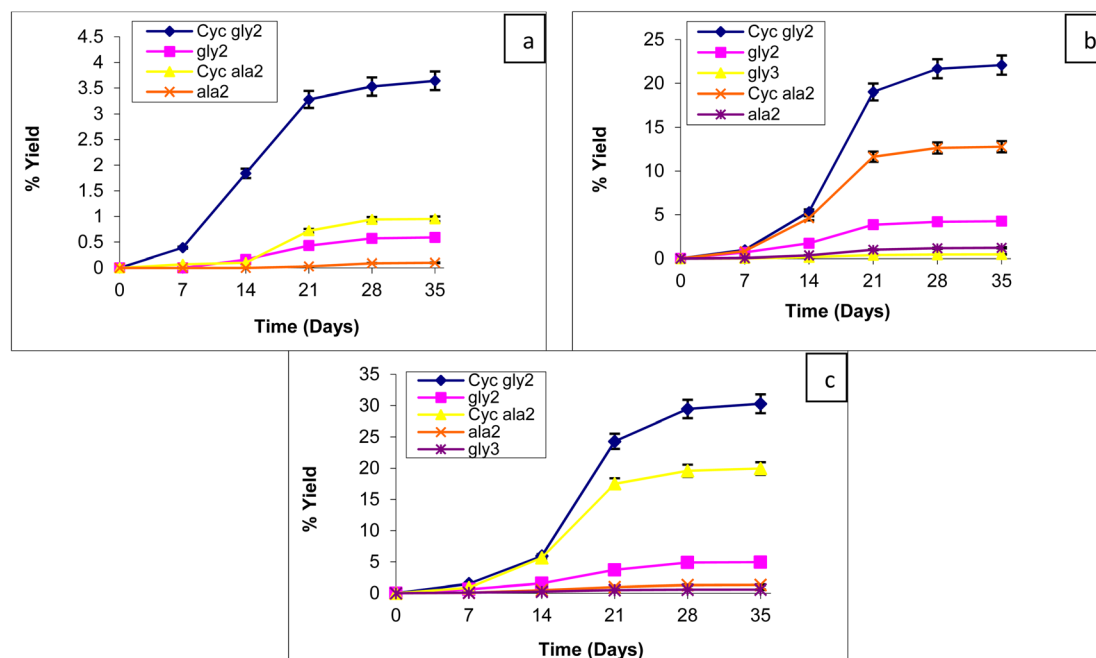 a
Cyc gly2
gly2
Cyc ala2
ala2
4.5
4
3.5
3
2.5
2
1.5
1
0.5
0
% Yield
0 7 14 21 28 35
Time (Days)
b
Cyc gly2
gly2
gly3
Cyc ala2
ala2
25
20
15
10
5
0
% Yield
0 7 14 21 28 35
Time (Days)
c
Cyc gly2
gly2
Cyc ala2
ala2
gly3
35
30
25
20
15
10
5
0
% Yield
0 7 14 21 28 35
Time (Days)